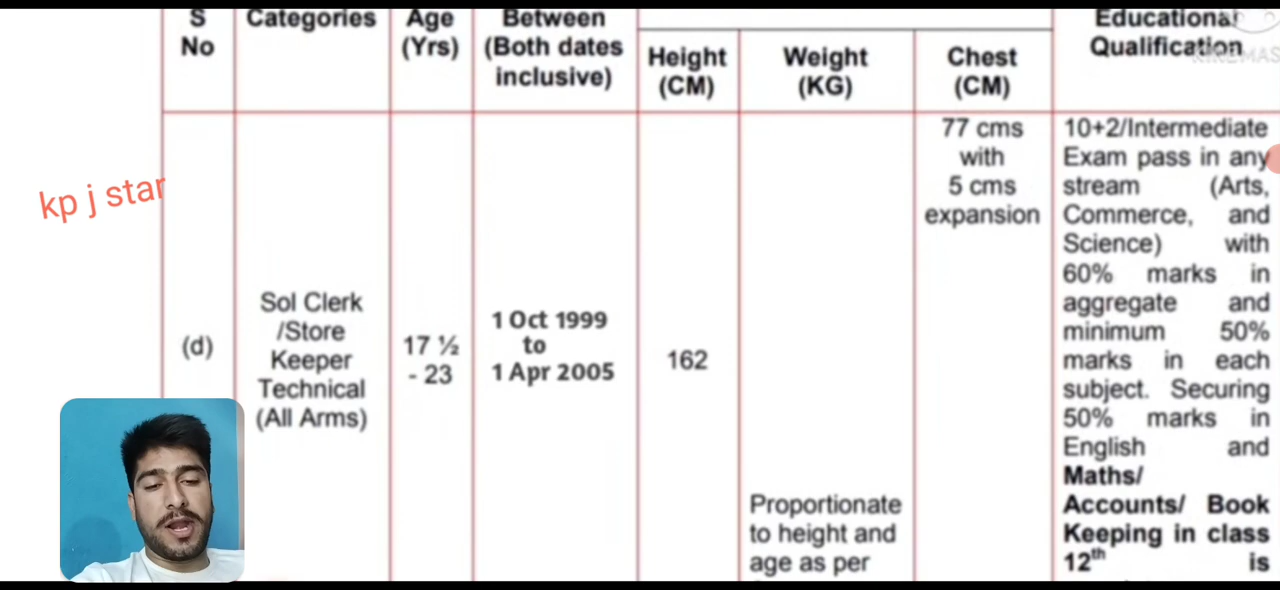 S
No
Categories
Age
(Yrs)
Between
(Both dates
inclusive)
Height
(CM)
Weight
(KG)
Chest
(CM)
Educational
Qualification
kp j star
(d)
Sol Clerk
/Store
Keeper
Technical
(All Arms)
17 ½
- 23
1 Oct 1999
to
1 Apr 2005
162
Proportionate
to height and
age as per
77 cms
with
5 cms
expansion
10+2/Intermediate
Exam pass in any
stream (Arts,
Commerce, and
Science) with
60% marks in
aggregate and
minimum 50%
marks in each
subject. Securing
50% marks in
English and
Maths/
Accounts/ Book
Keeping in class
12th is